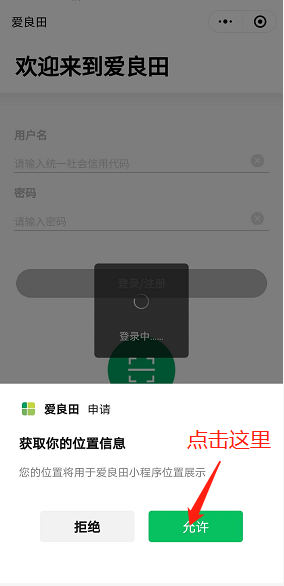 爱良田
欢迎来到爱良田
用户名
请输入统一社会信用代码
密码
请输入密码
登录/注册
登录中......
爱良田 申请
获取你的位置信息
点击这里
您的位置将用于爱良田小程序位置展示
拒绝
允许